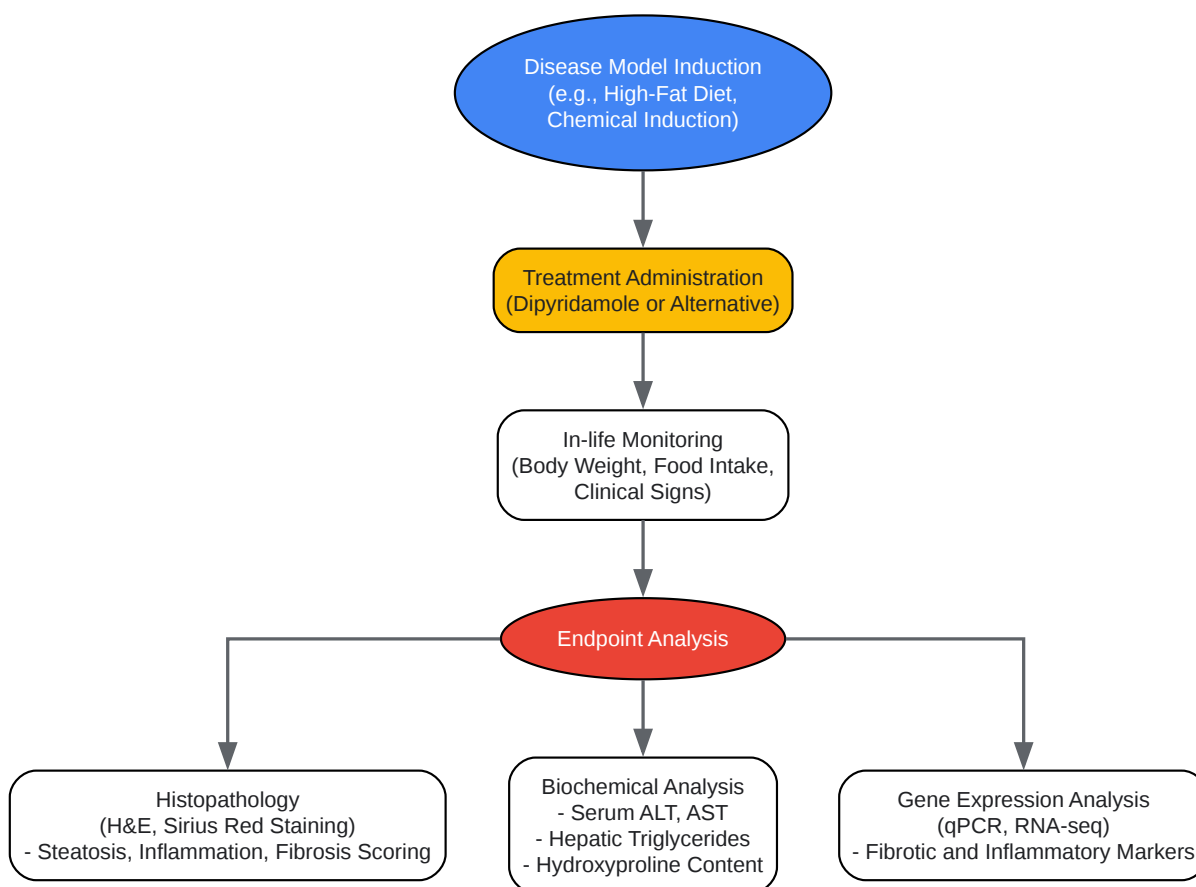 Disease Model Induction
(e.g., High-Fat Diet,
Chemical Induction)
Treatment Administration
(Dipyridamole or Alternative)
In-life Monitoring
(Body Weight, Food Intake,
Clinical Signs)
Endpoint Analysis
Histopathology
(H&E, Sirius Red Staining)
- Steatosis, Inflammation, Fibrosis Scoring
Biochemical Analysis
- Serum ALT, AST
- Hepatic Triglycerides
- Hydroxyproline Content
Gene Expression Analysis
(qPCR, RNA-seq)
- Fibrotic and Inflammatory Markers